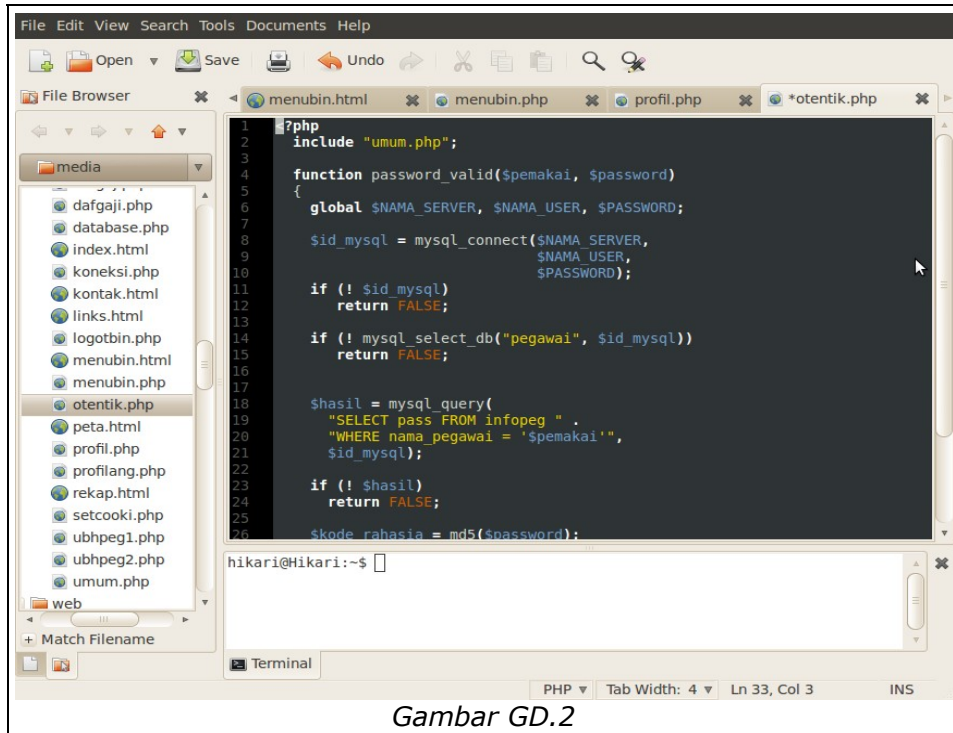 File Edit View Search Tools Documents Help
Open Save Undo
File Browser
menubin.html menubin.php profil.php *otentik.php
media
dafgaji.php
database.php
index.html
koneksi.php
kontak.html
links.html
logotbin.php
menubin.html
menubin.php
otentik.php
peta.html
profil.php
profilang.php
rekap.html
setcooki.php
ubhpeg1.php
ubhpeg2.php
umum.php
web
+ Match Filename
1 <?php
2 include "umum.php";
3
4 function password_valid($pemakai, $password)
5 {
6 global $NAMA_SERVER, $NAMA_USER, $PASSWORD;
7
8 $id_mysql = mysql_connect($NAMA_SERVER,
9 $NAMA_USER,
10 $PASSWORD);
11 if (! $id_mysql)
12 return FALSE;
13
14 if (! mysql_select_db("pegawai", $id_mysql))
15 return FALSE;
16
17
18 $hasil = mysql_query(
19 "SELECT pass FROM infopeg " .
20 "WHERE nama_pegawai = '$pemakai'",
21 $id_mysql);
22
23 if (! $hasil)
24 return FALSE;
25
26 $kode_rahasia = md5($password);
hikari@Hikari:~$
Terminal
PHP Tab Width: 4 Ln 33, Col 3 INS
Gambar GD.2